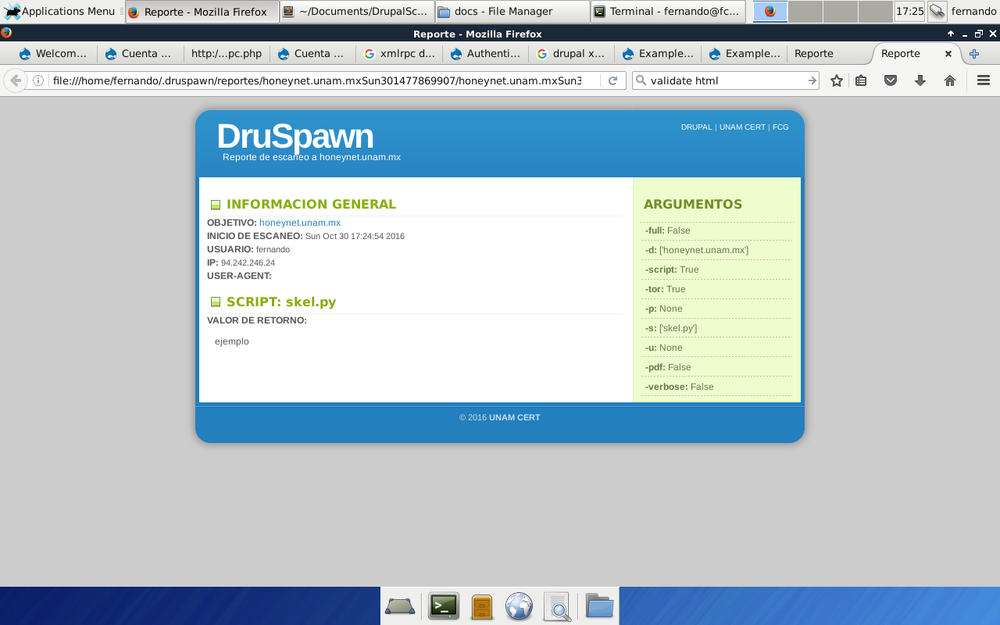 Applications Menu
Reporte - Mozilla Firefox
~/Documents/DrupalSc...
docs - File Manager
Terminal - fernando@fc...
17:25
fernando
Reporte - Mozilla Firefox
Welcom...
Cuenta ...
http:/...pc.php
Cuenta ...
xmlrpc d...
Authenti...
drupal x...
Example...
Example...
Reporte
Reporte
file:///home/fernando/.druspawn/reportes/honeynet.unam.mxSun301477869907/honeynet.unam.mxSun3
validate html
DruSpawn
DRUPAL | UNAM CERT | FCG
Reporte de escaneo a honeynet.unam.mx
INFORMACION GENERAL
OBJETIVO: honeynet.unam.mx
INICIO DE ESCANEO: Sun Oct 30 17:24:54 2016
USUARIO: fernando
IP: 94.242.246.24
USER-AGENT:
SCRIPT: skel.py
VALOR DE RETORNO:
ejemplo
ARGUMENTOS
-full: False
-d: ['honeynet.unam.mx']
-script: True
-tor: True
-p: None
-s: ['skel.py']
-u: None
-pdf: False
-verbose: False
© 2016 UNAM CERT